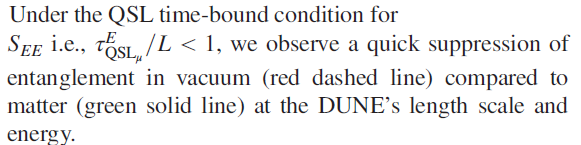 Under the QSL time-bound condition for
S_EE i.e., τ^E_QSL_μ/L < 1, we observe a quick suppression of
entanglement in vacuum (red dashed line) compared to
matter (green solid line) at the DUNE's length scale and
energy.